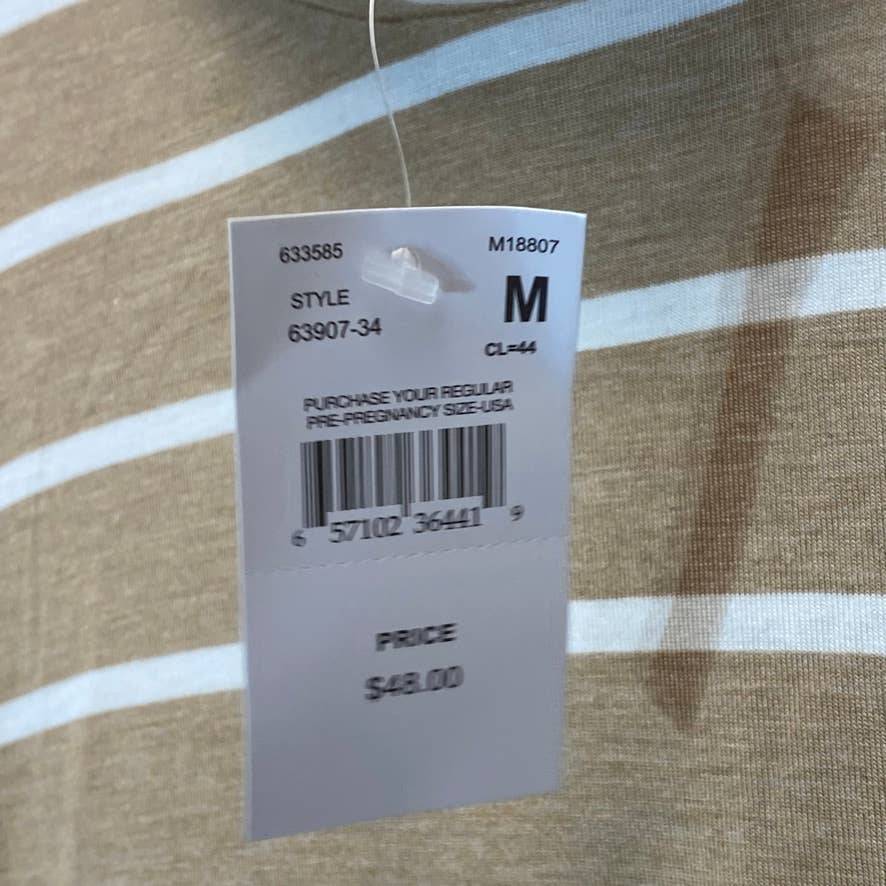 633585
M18807
STYLE
63907-34
M
CL=44
PURCHASE YOUR REGULAR
PRE-PREGNANCY SIZE-USA
6 57102 36441 9
PRICE
$48.00